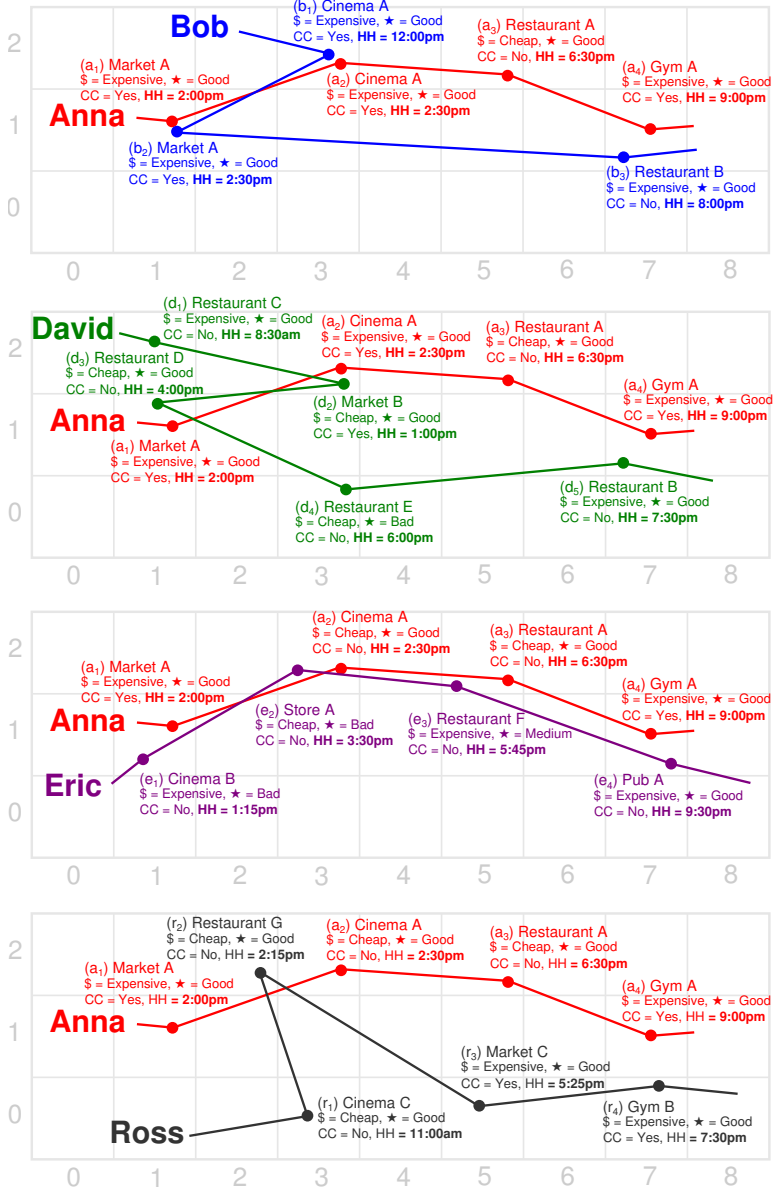 (b₁) Cinema A
$ = Expensive, ★ = Good
CC = Yes, HH = 12:00pm
Bob
2
(a₃) Restaurant A
$ = Cheap, ★ = Good
CC = No, HH = 6:30pm
(a₁) Market A
$ = Expensive, ★ = Good
CC = Yes, HH = 2:00pm
(a₂) Cinema A
$ = Expensive, ★ = Good
CC = Yes, HH = 2:30pm
(a₄) Gym A
$ = Expensive, ★ = Good
CC = Yes, HH = 9:00pm
Anna
1
(b₂) Market A
$ = Expensive, ★ = Good
CC = Yes, HH = 2:30pm
(b₃) Restaurant B
$ = Expensive, ★ = Good
CC = No, HH = 8:00pm
0
0 1 2 3 4 5 6 7 8
(d₁) Restaurant C
$ = Expensive, ★ = Good
CC = No, HH = 8:30am
David
2
(a₂) Cinema A
$ = Expensive, ★ = Good
CC = Yes, HH = 2:30pm
(a₃) Restaurant A
$ = Cheap, ★ = Good
CC = No, HH = 6:30pm
(d₃) Restaurant D
$ = Cheap, ★ = Good
CC = No, HH = 4:00pm
(a₄) Gym A
$ = Expensive, ★ = Good
CC = Yes, HH = 9:00pm
(d₂) Market B
$ = Cheap, ★ = Good
CC = Yes, HH = 1:00pm
Anna
1
(a₁) Market A
$ = Expensive, ★ = Good
CC = Yes, HH = 2:00pm
(d₅) Restaurant B
$ = Expensive, ★ = Good
CC = No, HH = 7:30pm
(d₄) Restaurant E
$ = Cheap, ★ = Bad
CC = No, HH = 6:00pm
0
0 1 2 3 4 5 6 7 8
(a₂) Cinema A
$ = Cheap, ★ = Good
CC = No, HH = 2:30pm
(a₃) Restaurant A
$ = Cheap, ★ = Good
CC = No, HH = 6:30pm
2
(a₁) Market A
$ = Expensive, ★ = Good
CC = Yes, HH = 2:00pm
(a₄) Gym A
$ = Expensive, ★ = Good
CC = Yes, HH = 9:00pm
(e₂) Store A
$ = Cheap, ★ = Bad
CC = No, HH = 3:30pm
(e₃) Restaurant F
$ = Expensive, ★ = Medium
CC = No, HH = 5:45pm
Anna
1
Eric
(e₁) Cinema B
$ = Expensive, ★ = Bad
CC = No, HH = 1:15pm
(e₄) Pub A
$ = Expensive, ★ = Good
CC = No, HH = 9:30pm
0
0 1 2 3 4 5 6 7 8
(r₂) Restaurant G
$ = Cheap, ★ = Good
CC = No, HH = 2:15pm
(a₂) Cinema A
$ = Cheap, ★ = Good
CC = No, HH = 2:30pm
(a₃) Restaurant A
$ = Cheap, ★ = Good
CC = No, HH = 6:30pm
2
(a₁) Market A
$ = Expensive, ★ = Good
CC = Yes, HH = 2:00pm
(a₄) Gym A
$ = Expensive, ★ = Good
CC = Yes, HH = 9:00pm
Anna
1
(r₃) Market C
$ = Expensive, ★ = Good
CC = Yes, HH = 5:25pm
(r₁) Cinema C
$ = Cheap, ★ = Good
CC = No, HH = 11:00am
(r₄) Gym B
$ = Expensive, ★ = Good
CC = Yes, HH = 7:30pm
0
Ross
0 1 2 3 4 5 6 7 8